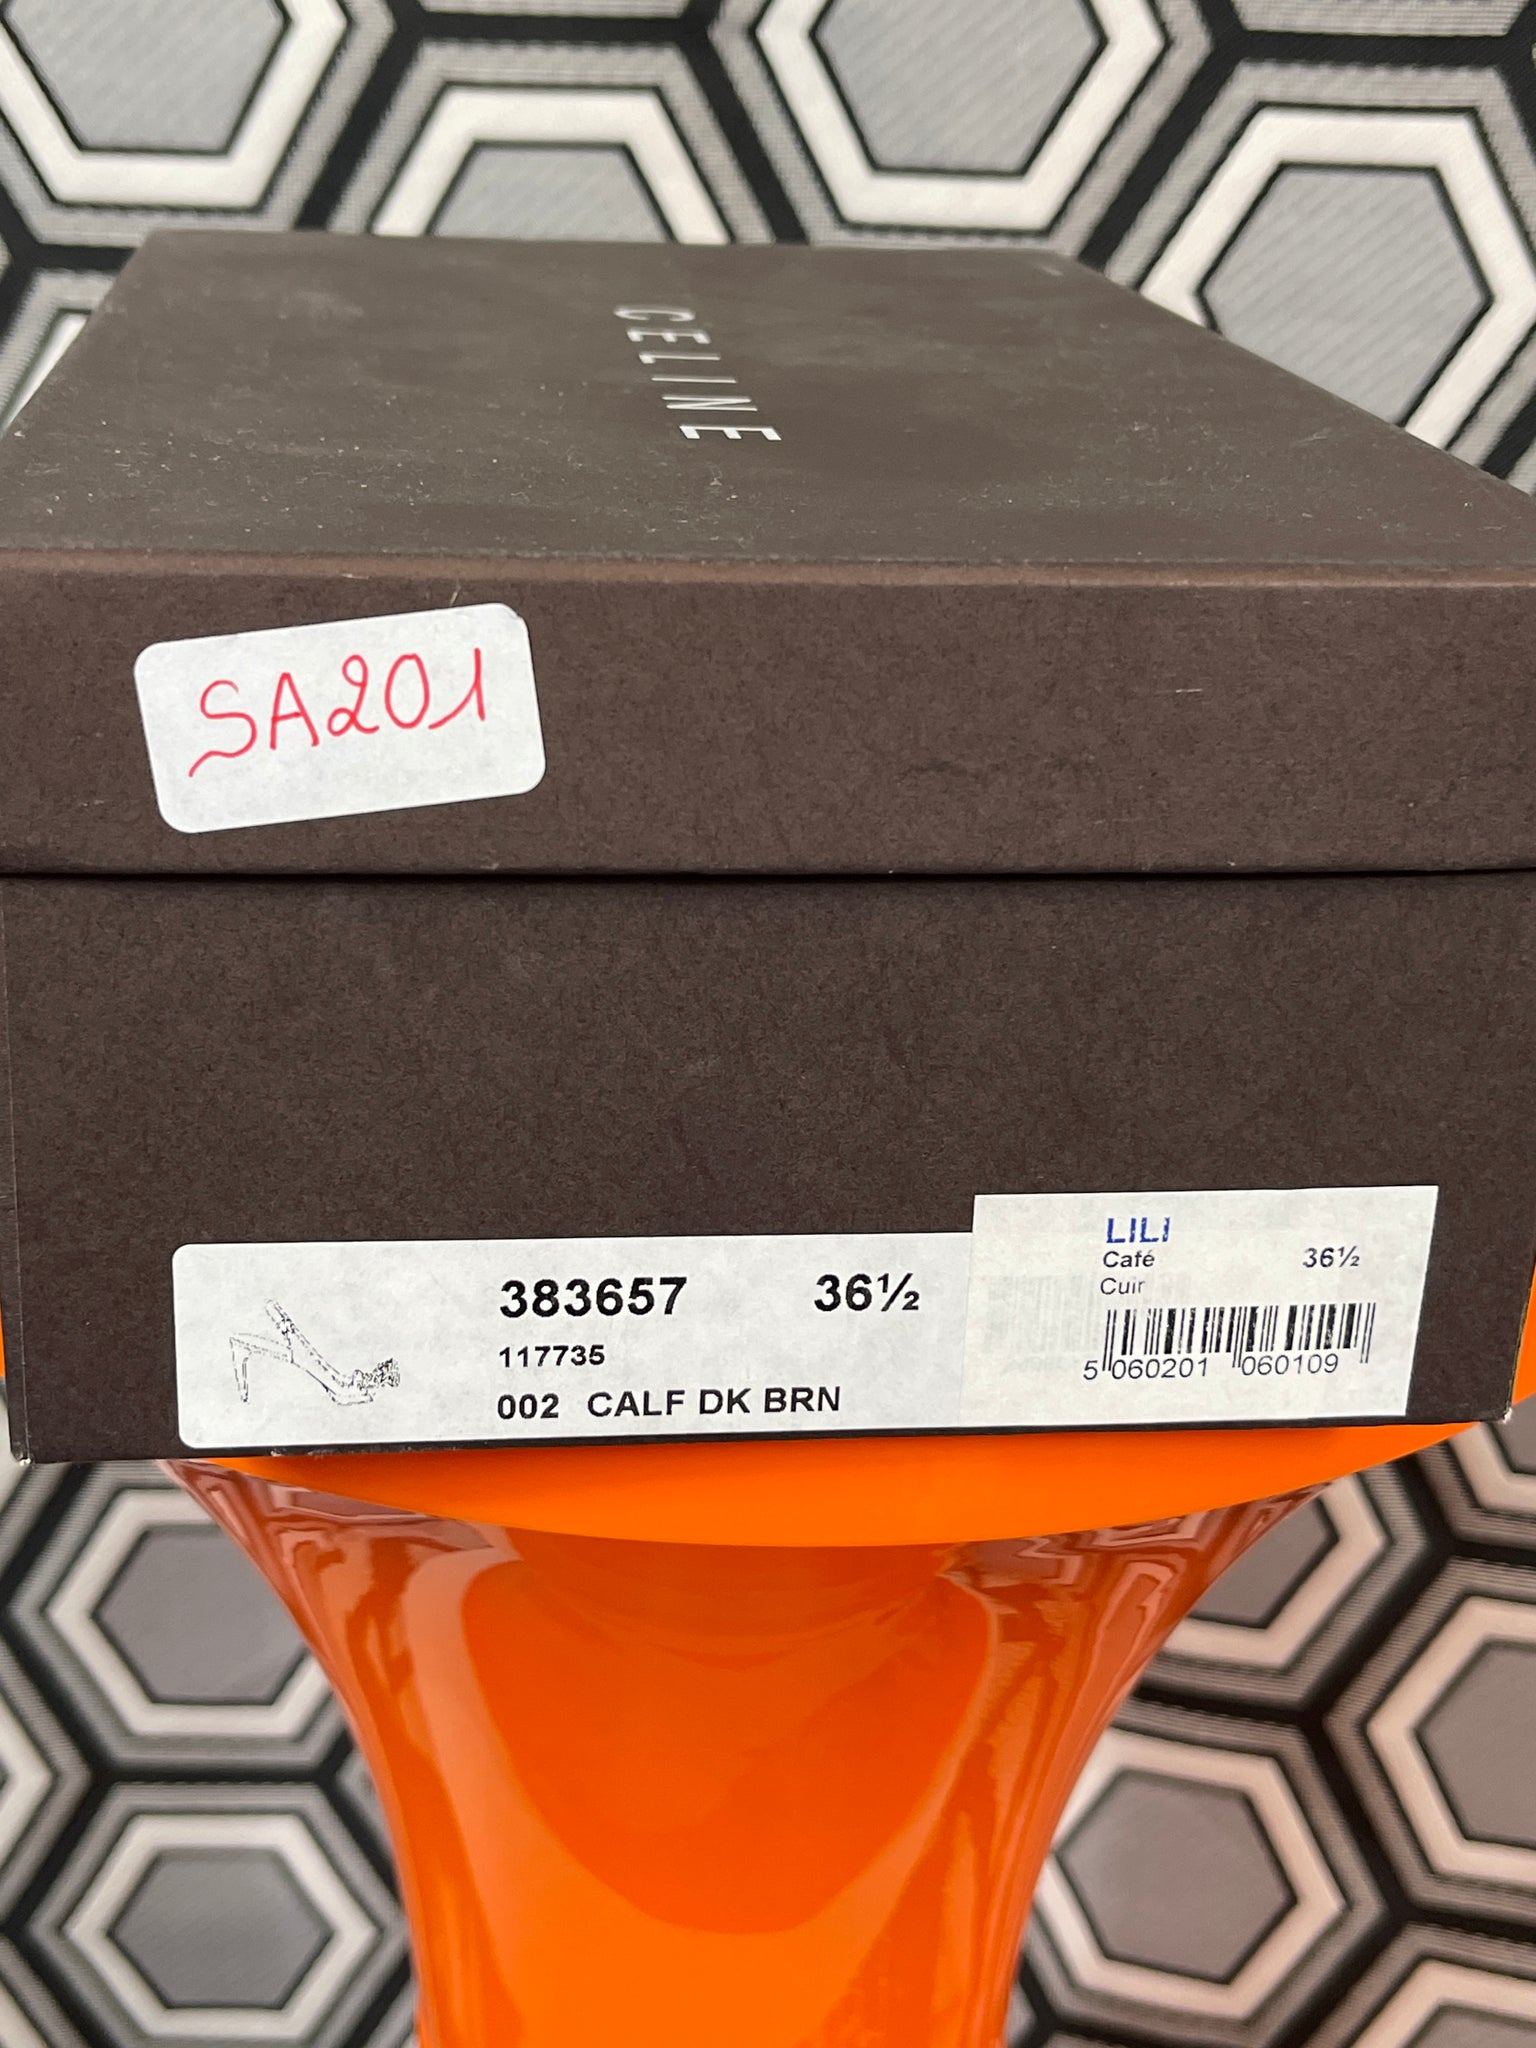 CELINE
SA201
383657 36½
117735
002 CALF DK BRN
LILI
Café 36½
Cuir
5 060201 060109